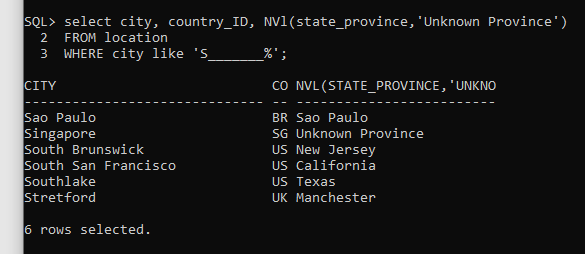 SQL> select city, country_ID, NVl(state_province,'Unknown Province')
2 FROM location
3 WHERE city like 'S_______%';
CITY CO NVL(STATE_PROVINCE,'UNKNO
------------------------------ -- -------------------------
Sao Paulo BR Sao Paulo
Singapore SG Unknown Province
South Brunswick US New Jersey
South San Francisco US California
Southlake US Texas
Stretford UK Manchester
6 rows selected.